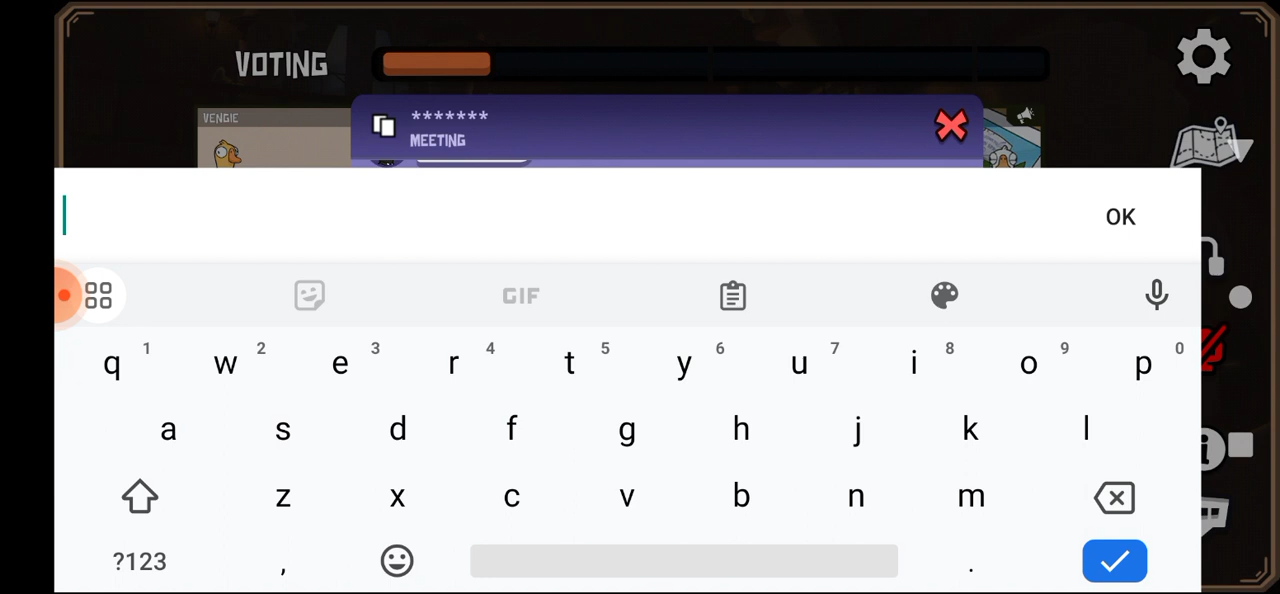 VOTING
VENGIE
*******
MEETING
OK
GIF
q 1 w 2 e 3 r 4 t 5 y 6 u 7 i 8 o 9 p 0
a s d f g h j k l
z x c v b n m
?123 , .